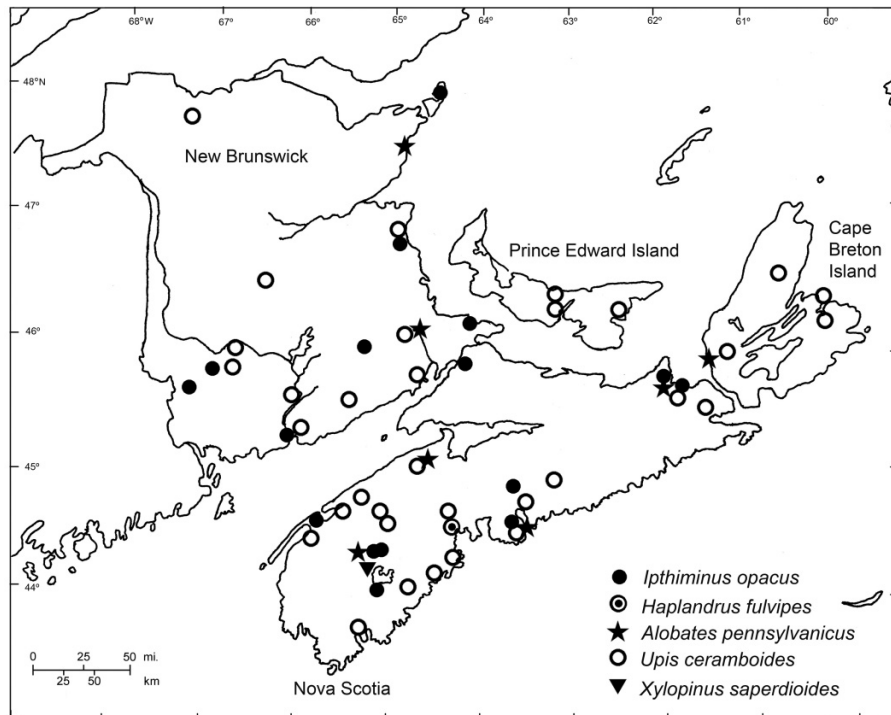 68°W 67° 66° 65° 64° 63° 62° 61° 60°
48°N
New Brunswick
47°
Prince Edward Island
Cape
Breton
Island
46°
45°
44°
Ipthiminus opacus
Haplandrus fulvipes
Alobates pennsylvanicus
Upis ceramboides
Xylopinus saperdioides
0 25 50 mi.
25 50 km
Nova Scotia